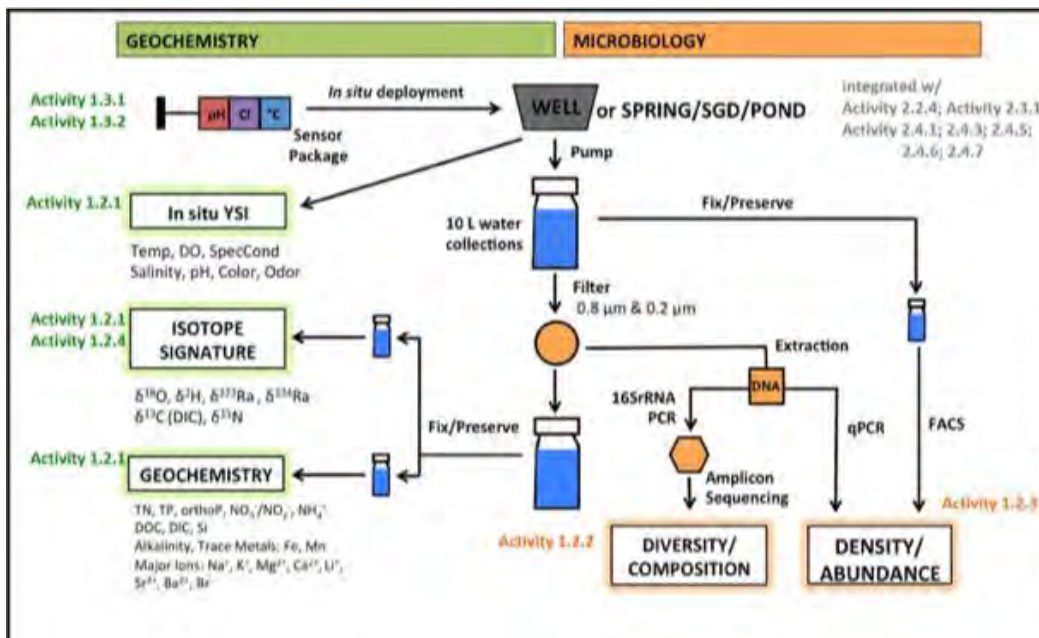 GEOCHEMISTRY
MICROBIOLOGY
Activity 1.3.1
Activity 1.3.2
pH Cl °C
Sensor
Package
In situ deployment
WELL or SPRING/SGD/POND
integrated w/
Activity 2.2.4; Activity 2.3.1
Activity 2.4.1; 2.4.3; 2.4.5;
2.4.6; 2.4.7
Pump
Activity 1.2.1
In situ YSI
Temp, DO, SpecCond
Salinity, pH, Color, Odor
10 L water
collections
Fix/Preserve
Filter
0.8 µm & 0.2 µm
Activity 1.2.1
Activity 1.2.4
ISOTOPE
SIGNATURE
δ¹⁸O, δ²H,
δ¹³C (DIC), δ¹⁵N
Extraction
DNA
16SrRNA
PCR
qPCR
FACS
Fix/Preserve
Amplicon
Sequencing
Activity 1.2.1
GEOCHEMISTRY
TN, TP, orthoP, NO₃⁻/NO₂⁻, NH₄⁺
DOC, DIC, Si
Alkalinity, Trace Metals: Fe, Mn
Major Ions: Na⁺, K⁺, Mg²⁺, Ca²⁺, Li⁺,
Sr²⁺, Ba²⁺, Br
Activity 1.2.2
DIVERSITY/
COMPOSITION
Activity 1.2.3
DENSITY/
ABUNDANCE